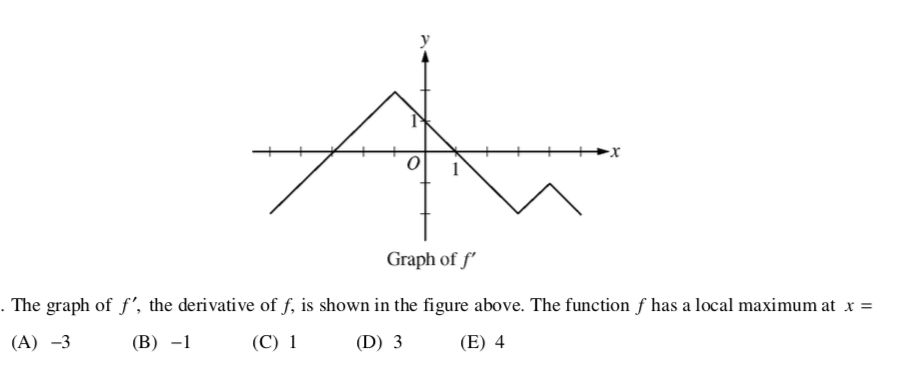 y
1
x
O
1
Graph of f′
. The graph of f′, the derivative of f, is shown in the figure above. The function f has a local maximum at x =
(A) −3 (B) −1 (C) 1 (D) 3 (E) 4